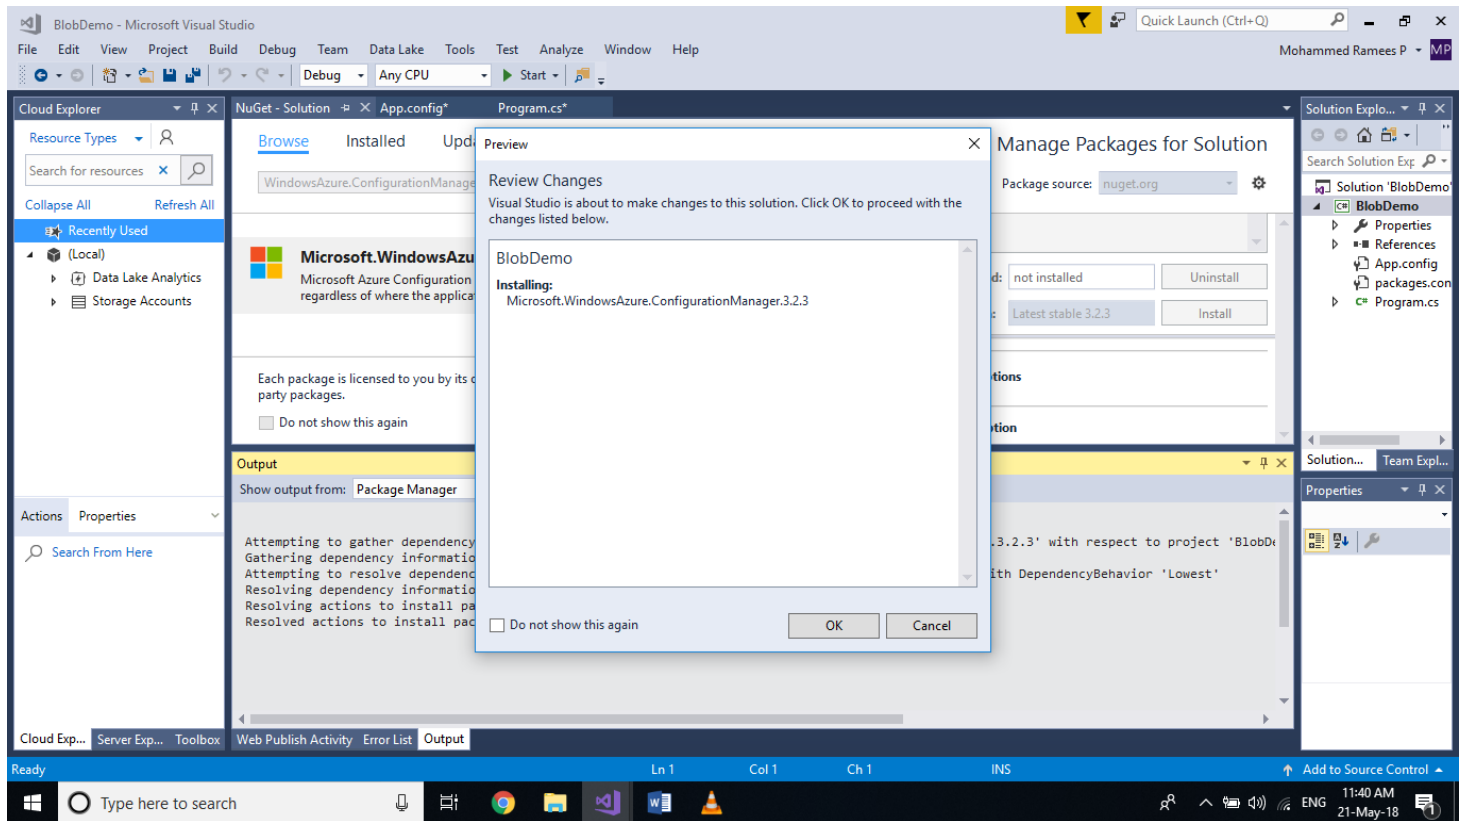 BlobDemo - Microsoft Visual Studio
Quick Launch (Ctrl+Q)
File Edit View Project Build Debug Team Data Lake Tools Test Analyze Window Help
Mohammed Ramees P MP
Debug Any CPU Start
Cloud Explorer
NuGet - Solution App.config* Program.cs*
Solution Explo...
Resource Types
Search for resources
Collapse All Refresh All
Recently Used
(Local)
Data Lake Analytics
Storage Accounts
Actions Properties
Search From Here
Cloud Exp... Server Exp... Toolbox
Browse Installed Upda
Manage Packages for Solution
WindowsAzure.ConfigurationManage
Package source: nuget.org
Microsoft.WindowsAzu
Microsoft Azure Configuration
regardless of where the applica
d: not installed Uninstall
: Latest stable 3.2.3 Install
Each package is licensed to you by its o
party packages.
Do not show this again
tions
tion
Preview
Review Changes
Visual Studio is about to make changes to this solution. Click OK to proceed with the
changes listed below.
BlobDemo
Installing:
Microsoft.WindowsAzure.ConfigurationManager.3.2.3
Do not show this again
OK Cancel
Output
Show output from: Package Manager
Attempting to gather dependency
.3.2.3' with respect to project 'BlobDe
Gathering dependency informatio
Attempting to resolve dependenc
ith DependencyBehavior 'Lowest'
Resolving dependency informatio
Resolving actions to install pa
Resolved actions to install pac
Web Publish Activity Error List Output
Search Solution Exp
Solution 'BlobDemo'
C# BlobDemo
Properties
References
App.config
packages.con
C# Program.cs
Solution... Team Expl...
Properties
Ready Ln 1 Col 1 Ch 1 INS Add to Source Control
Type here to search
ENG
11:40 AM
21-May-18
1